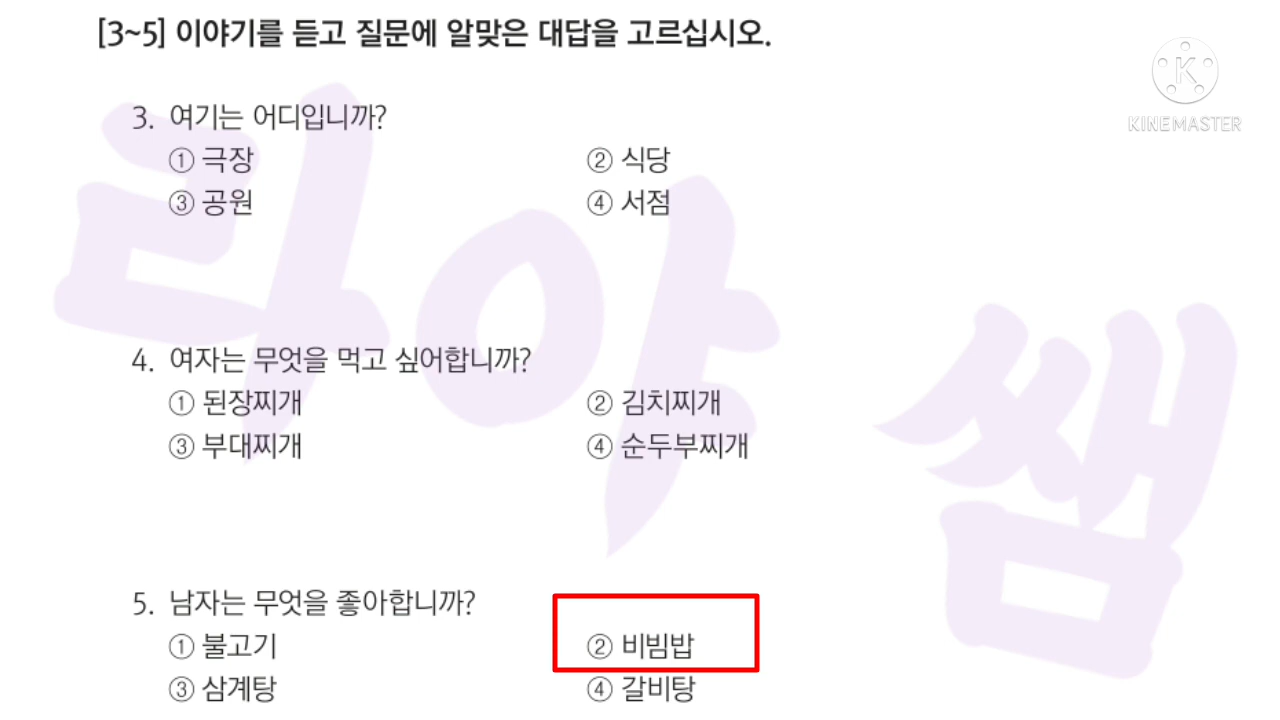 [3~5] 이야기를 듣고 질문에 알맞은 대답을 고르십시오.
KINEMASTER
3. 여기는 어디입니까?
① 극장 ② 식당
③ 공원 ④ 서점
4. 여자는 무엇을 먹고 싶어합니까?
① 된장찌개 ② 김치찌개
③ 부대찌개 ④ 순두부찌개
5. 남자는 무엇을 좋아합니까?
① 불고기 ② 비빔밥
③ 삼계탕 ④ 갈비탕
리야 쌤